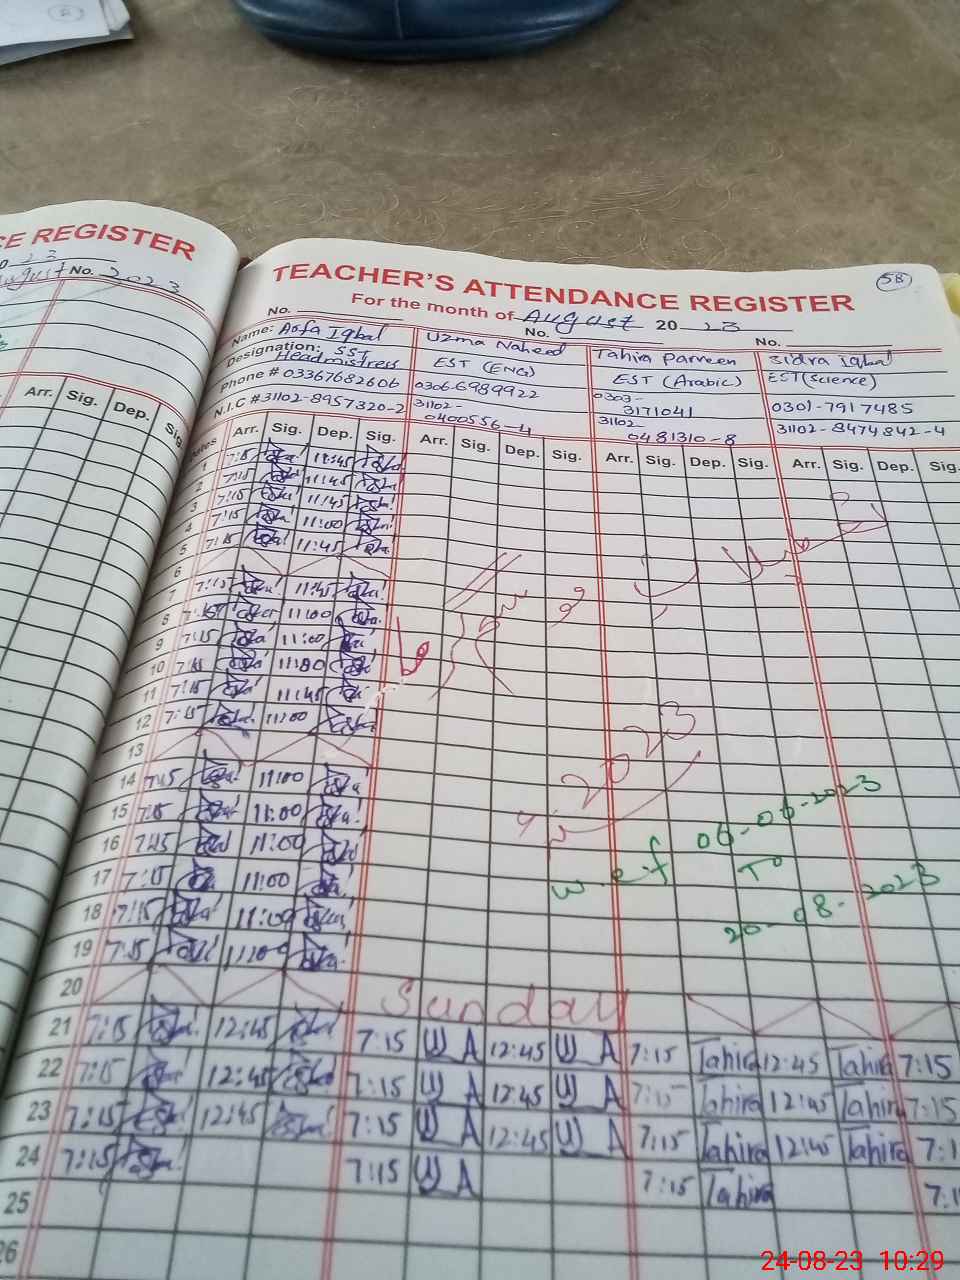 CE REGISTER
23
August No. 2023
Arr. Sig. Dep. Sig
58
TEACHER'S ATTENDANCE REGISTER
For the month of August 2023
No. No. No.
Name: Asfa Iqbal Uzma Naheed Tahira Parveen Sidra Iqbal
Designation: SST Headmistress EST (ENG) EST (Arabic) EST (Science)
Phone # 03367682606 0306-6989922 0303-3171041 0301-7917485
N.I.C # 31102-8957320-2 31102-0400556-4 31102-0481310-8 31102-8474842-4
Dates Arr. Sig. Dep. Sig. Arr. Sig. Dep. Sig. Arr. Sig. Dep. Sig. Arr. Sig. Dep. Sig.
1 7:15 11:45
2 7:15 11:45
3 7:15 11:45
4 7:15 11:00
5 7:15 11:45
6
7 7:15 11:45
8 7:15 11:00
9 7:15 11:00
10 7:15 11:00
11 7:15 11:45
12 7:15 11:00
13
14 7:15 11:00
2023
15 7:15 11:00
16 7:15 11:00
w.e.f 06-06-2023
17 7:15 11:00
To
18 7:15 11:00
20-08-2023
19 7:15 11:00
20 Sunday
21 7:15 12:45 7:15 U A 12:45 U A 7:15 Tahira 12:45 Tahira 7:15
22 7:15 12:45 7:15 U A 12:45 U A 7:15 Tahira 12:45 Tahira 7:15
23 7:15 12:45 7:15 U A 12:45 U A 7:15 Tahira 12:45 Tahira 7:1
24 7:15 7:15 U A 7:15 Tahira 7:1
25
26
24-08-23 10:29